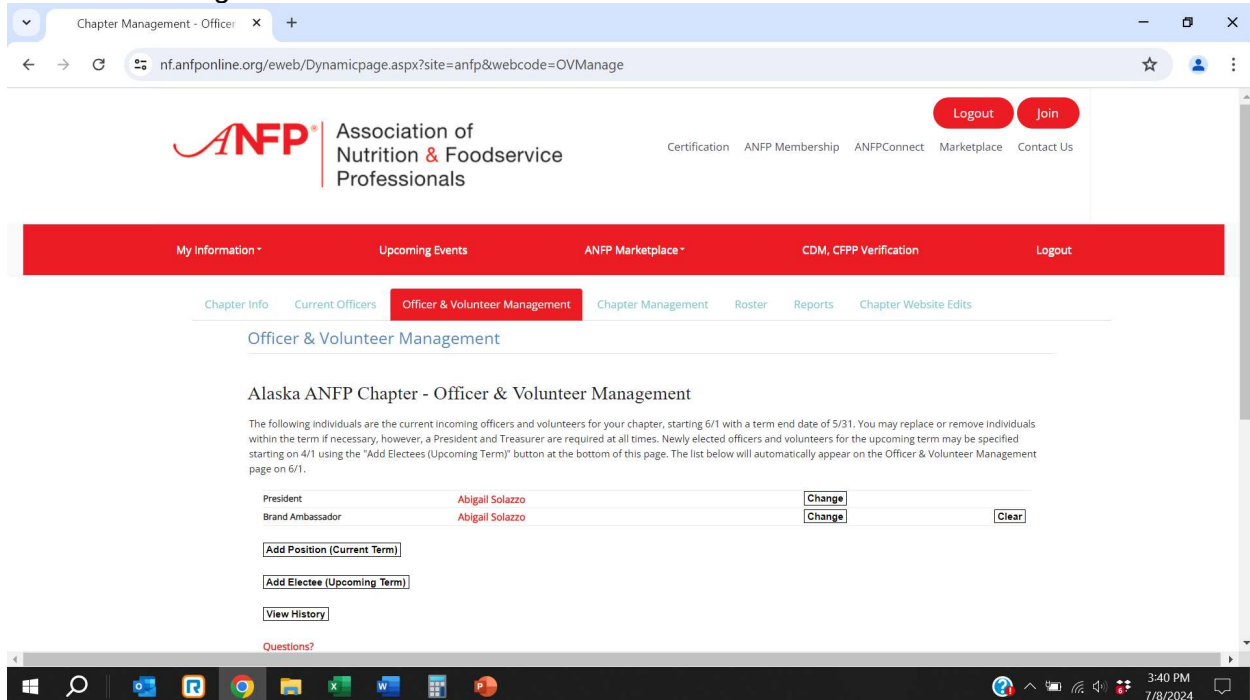 Chapter Management - Officer
nf.anfponline.org/eweb/Dynamicpage.aspx?site=anfp&webcode=OVManage
Logout Join
ANFP® Association of
Nutrition & Foodservice
Professionals
Certification ANFP Membership ANFPConnect Marketplace Contact Us
My Information Upcoming Events ANFP Marketplace CDM, CFPP Verification Logout
Chapter Info Current Officers Officer & Volunteer Management Chapter Management Roster Reports Chapter Website Edits
Officer & Volunteer Management
Alaska ANFP Chapter - Officer & Volunteer Management
The following individuals are the current incoming officers and volunteers for your chapter, starting 6/1 with a term end date of 5/31. You may replace or remove individuals
within the term if necessary, however, a President and Treasurer are required at all times. Newly elected officers and volunteers for the upcoming term may be specified
starting on 4/1 using the "Add Electees (Upcoming Term)" button at the bottom of this page. The list below will automatically appear on the Officer & Volunteer Management
page on 6/1.
President Abigail Solazzo Change
Brand Ambassador Abigail Solazzo Change Clear
Add Position (Current Term)
Add Electee (Upcoming Term)
View History
Questions?
3:40 PM
7/8/2024